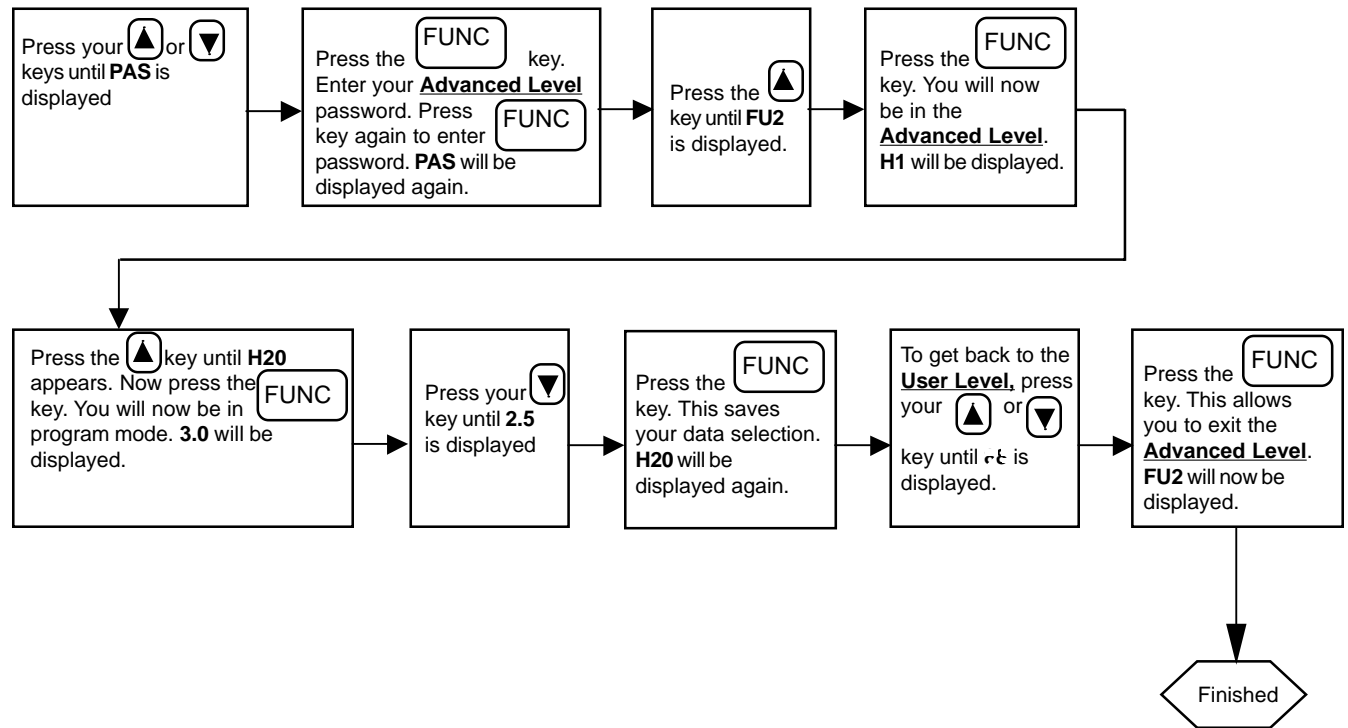 Press your ▲ or ▼
keys until PAS is
displayed
Press the FUNC key.
Enter your Advanced Level
password. Press
key again to enter FUNC
password. PAS will be
displayed again.
Press the ▲
key until FU2
is displayed.
Press the FUNC
key. You will now
be in the
Advanced Level.
H1 will be displayed.
Press the ▲ key until H20
appears. Now press the
key. You will now be in FUNC
program mode. 3.0 will be
displayed.
Press your ▼
key until 2.5
is displayed
Press the FUNC
key. This saves
your data selection.
H20 will be
displayed again.
To get back to the
User Level, press
your ▲ or ▼
key until rt is
displayed.
Press the FUNC
key. This allows
you to exit the
Advanced Level.
FU2 will now be
displayed.
Finished